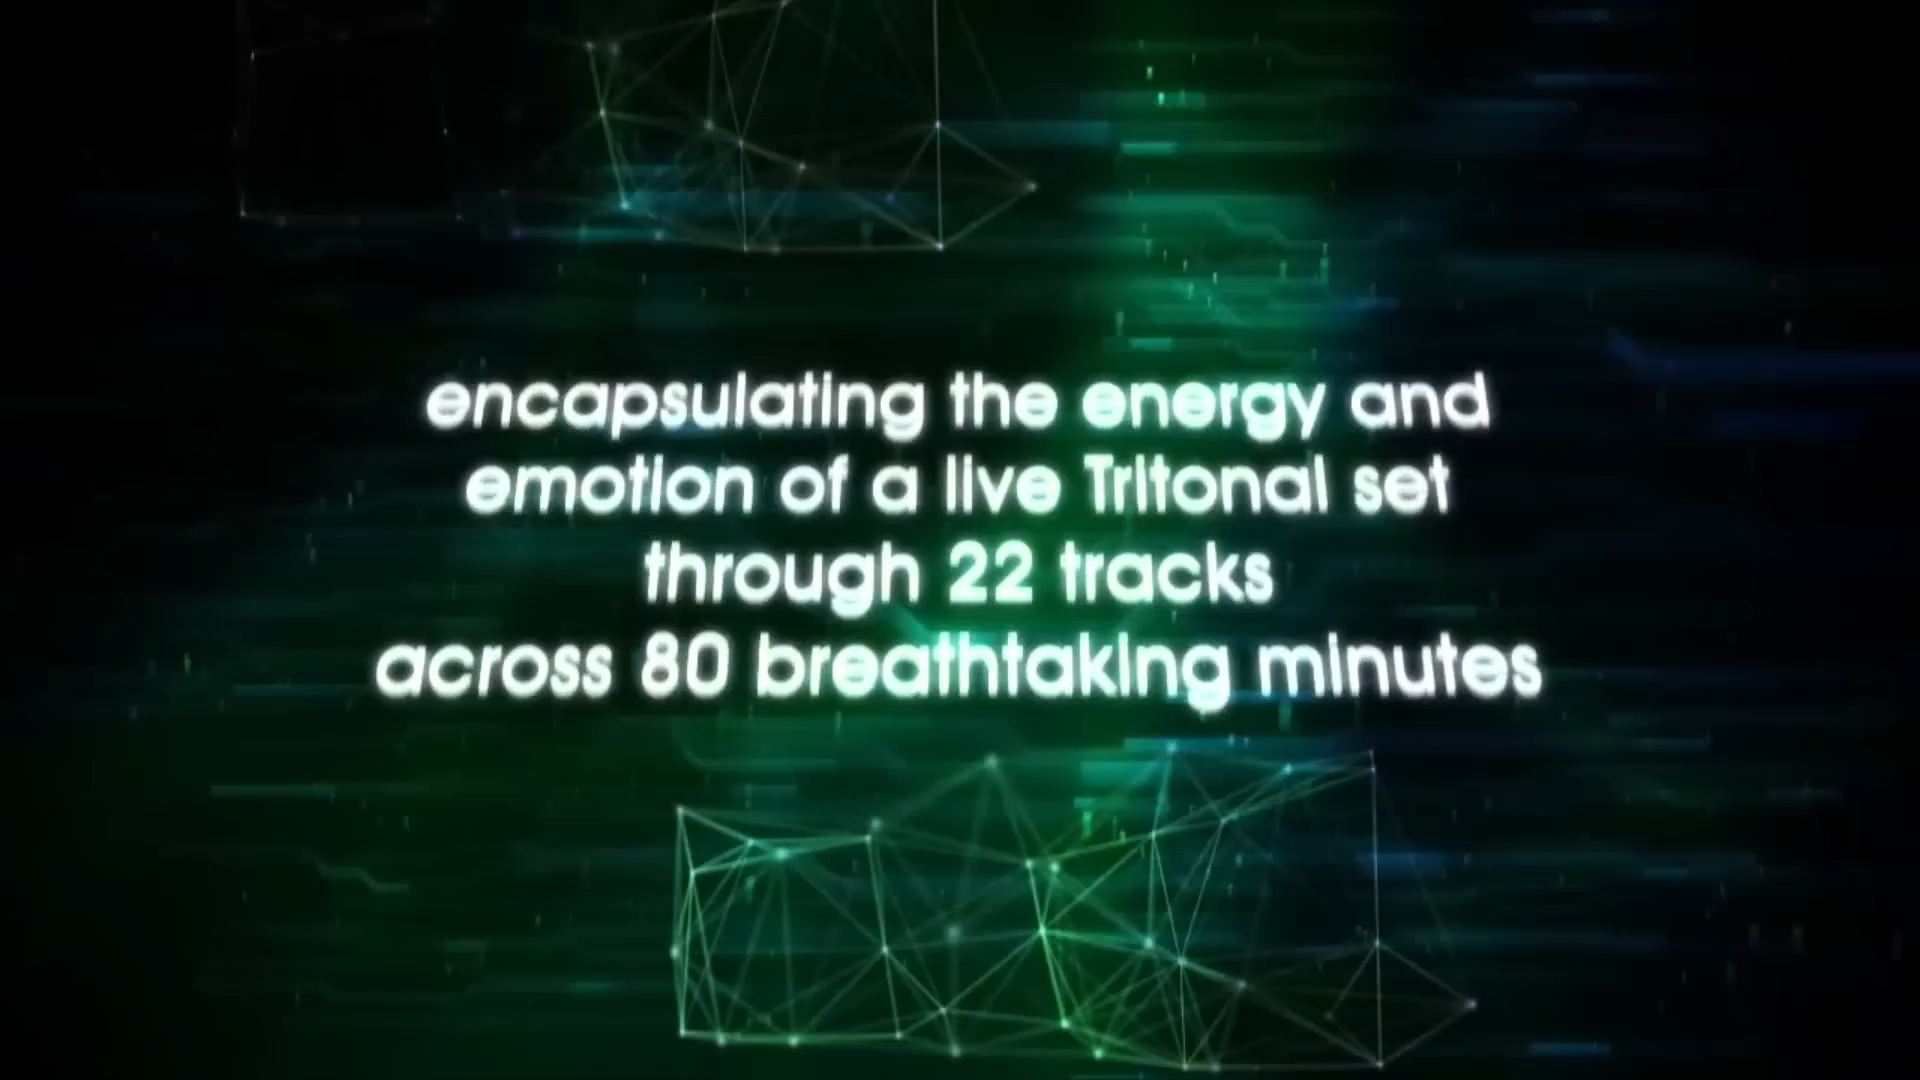 encapsulating the energy and
emotion of a live Tritonal set
through 22 tracks
across 80 breathtaking minutes